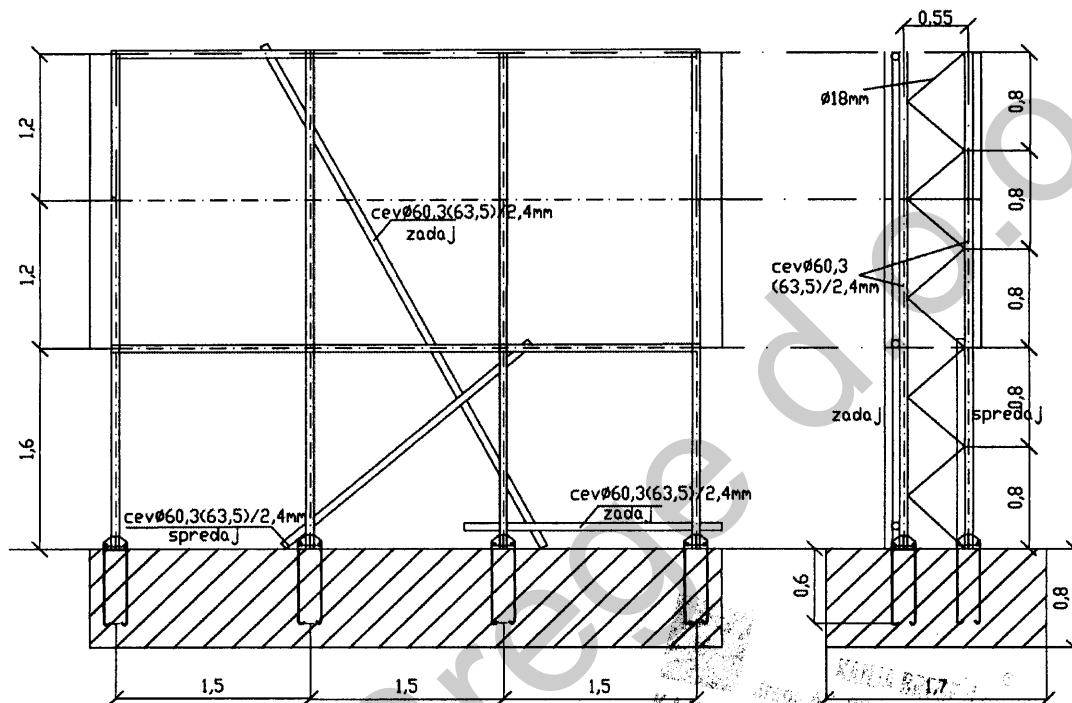 0,55
Ø18mm
1,2
0,8
cevØ60,3(63,5)/2,4mm
zadaj
0,8
1,2
cevØ60,3
(63,5)/2,4mm
0,8
zadaj
spredaj
0,8
1,6
cevØ60,3(63,5)/2,4mm
zadaj
cevØ60,3(63,5)/2,4mm
spredaj
0,8
0,6
0,8
1,5
1,5
1,5
1,7
rege d.o